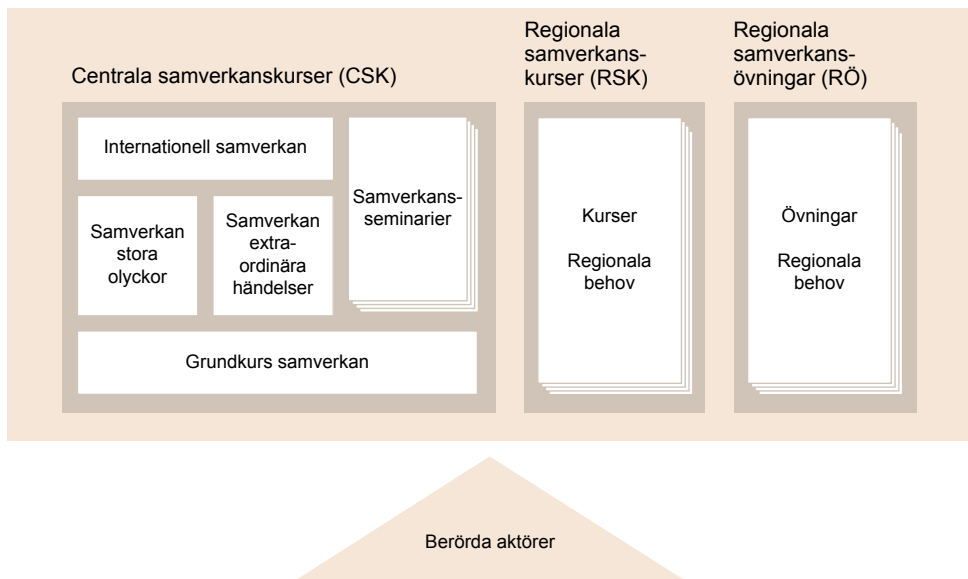 Centrala samverkanskurser (CSK)
Internationell samverkan
Samverkan
stora
olyckor
Samverkan
extra-
ordinära
händelser
Samverkans-
seminarier
Grundkurs samverkan
Regionala
samverkans-
kurser (RSK)
Kurser
Regionala
behov
Regionala
samverkans-
övningar (RÖ)
Övningar
Regionala
behov
Berörda aktörer